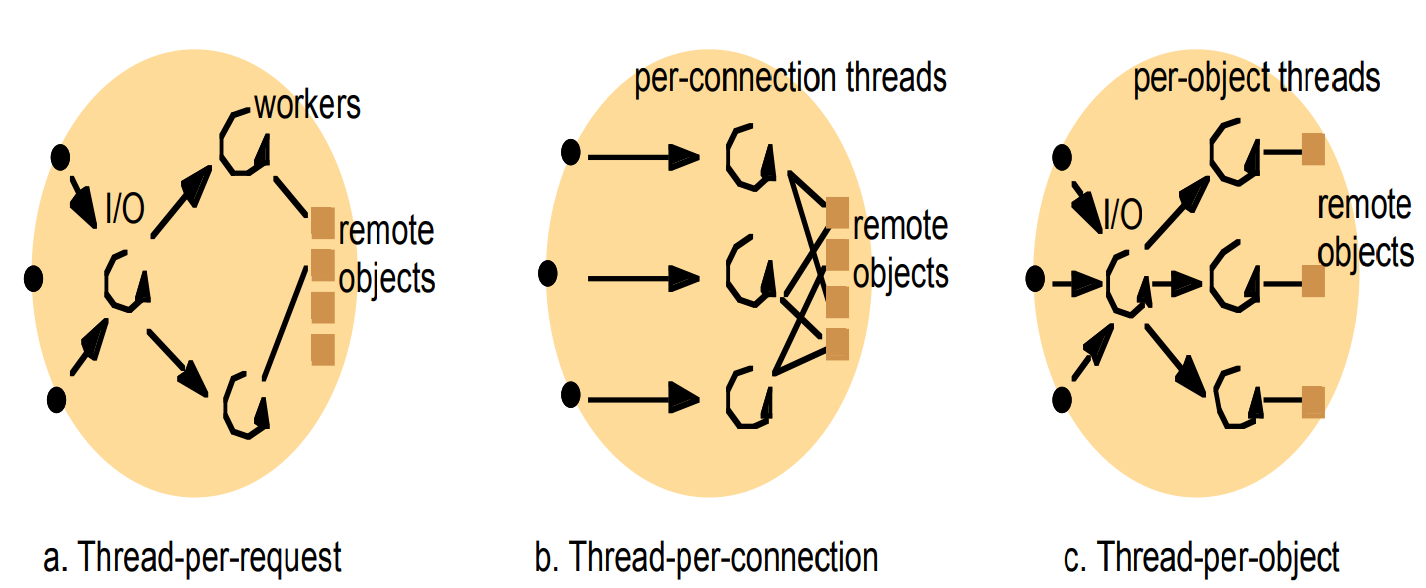 workers
I/O
remote
objects
a. Thread-per-request
per-connection threads
remote
objects
b. Thread-per-connection
per-object threads
I/O
remote
objects
c. Thread-per-object